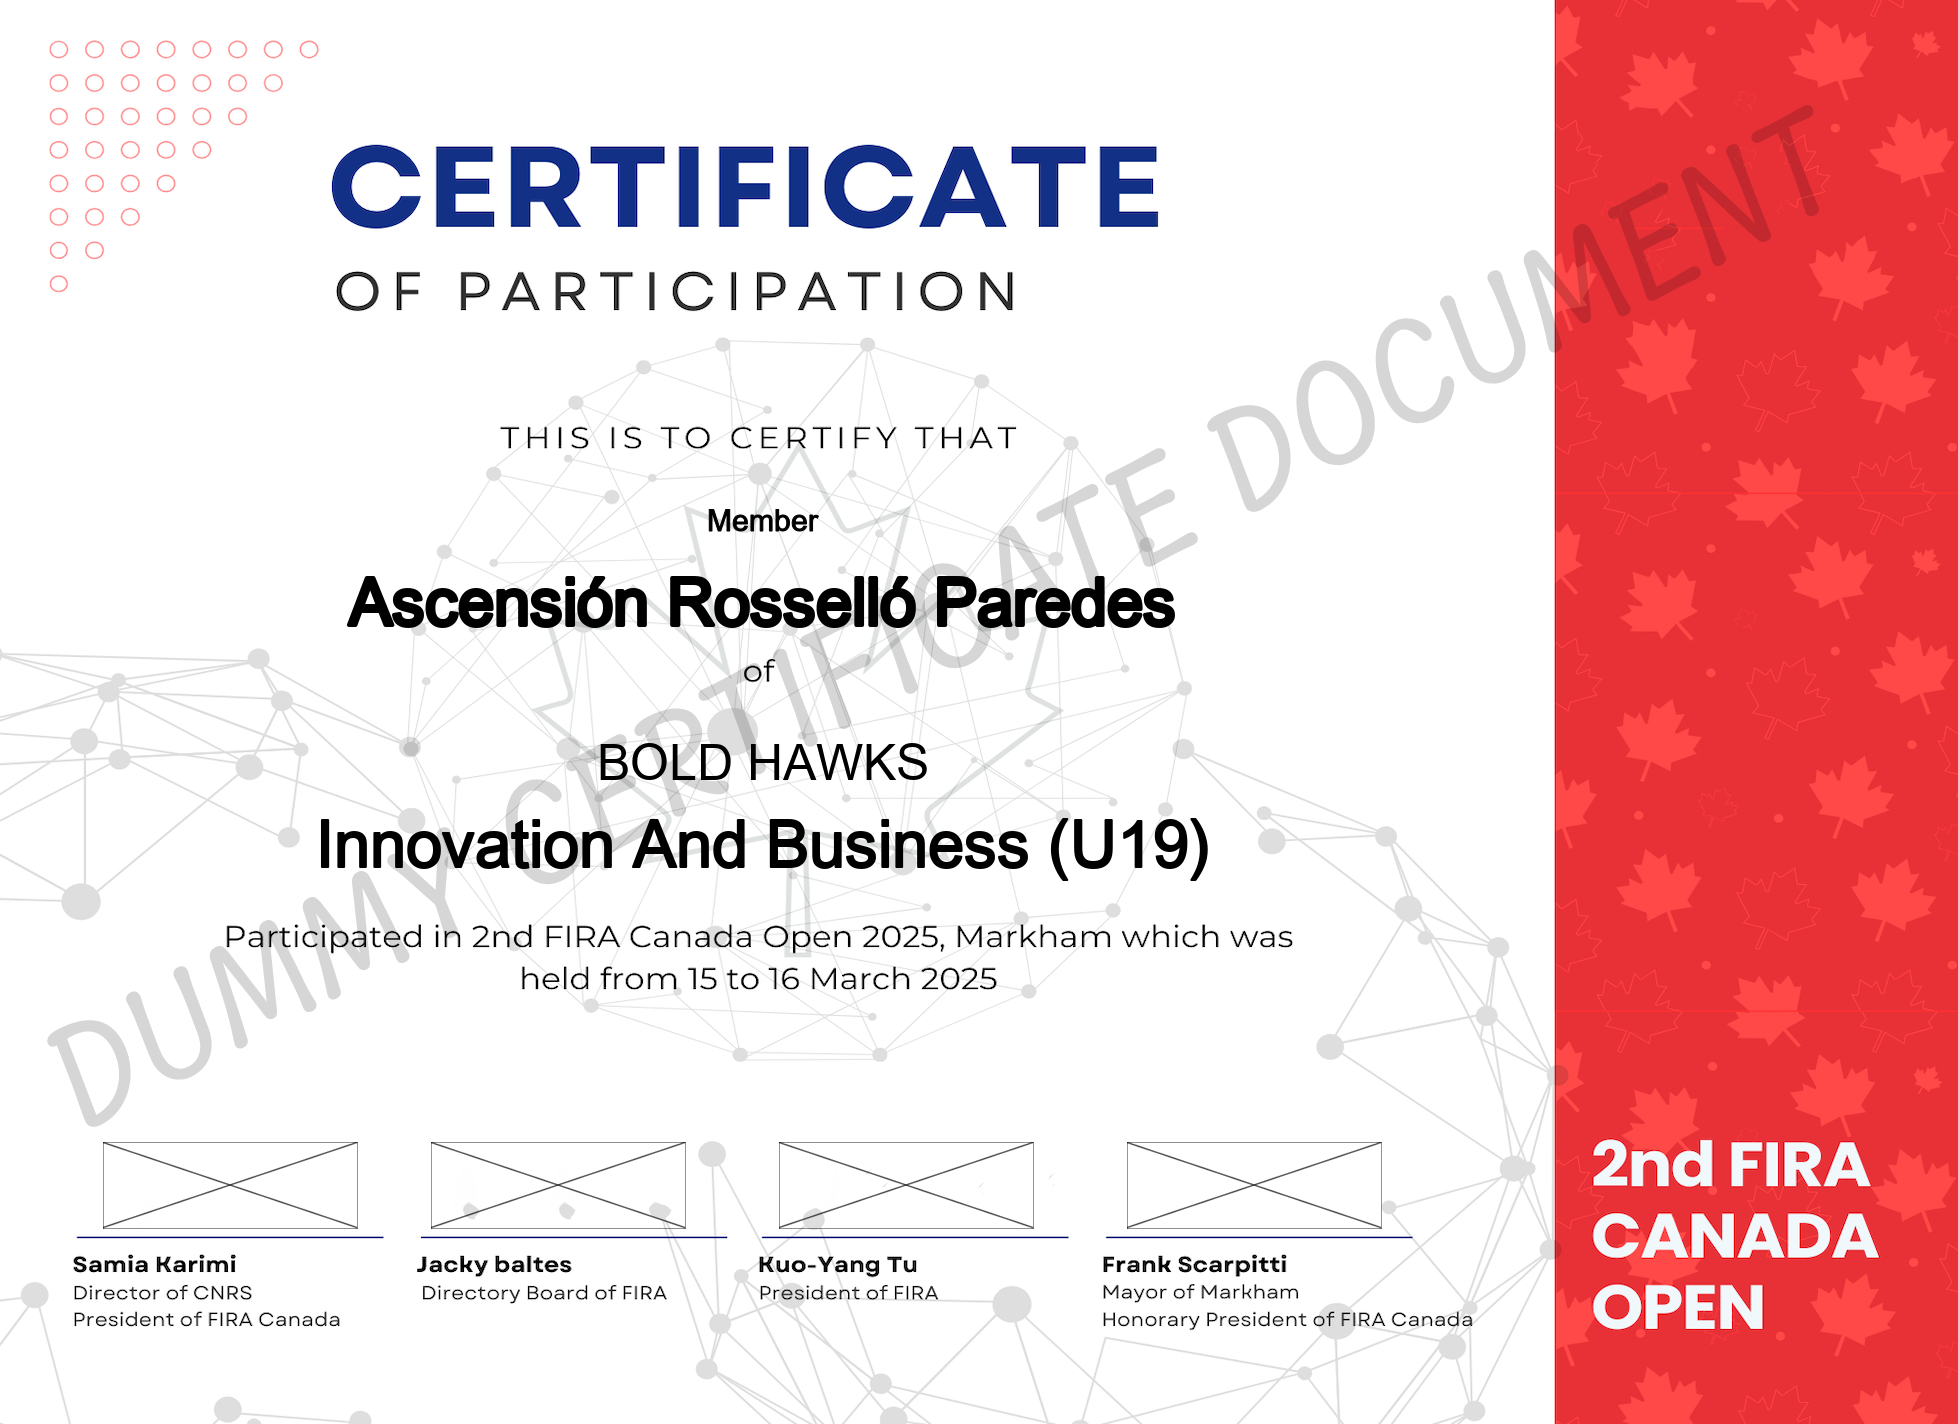 CERTIFICATE
OF PARTICIPATION
THIS IS TO CERTIFY THAT
Member
Ascensión Rosselló Paredes
of
BOLD HAWKS
Innovation And Business (U19)
Participated in 2nd FIRA Canada Open 2025, Markham which was
held from 15 to 16 March 2025
DUMMY CERTIFICATE DOCUMENT
Samia Karimi
Director of CNRS
President of FIRA Canada
Jacky baltes
Directory Board of FIRA
Kuo-Yang Tu
President of FIRA
Frank Scarpitti
Mayor of Markham
Honorary President of FIRA Canada
2nd FIRA
CANADA
OPEN